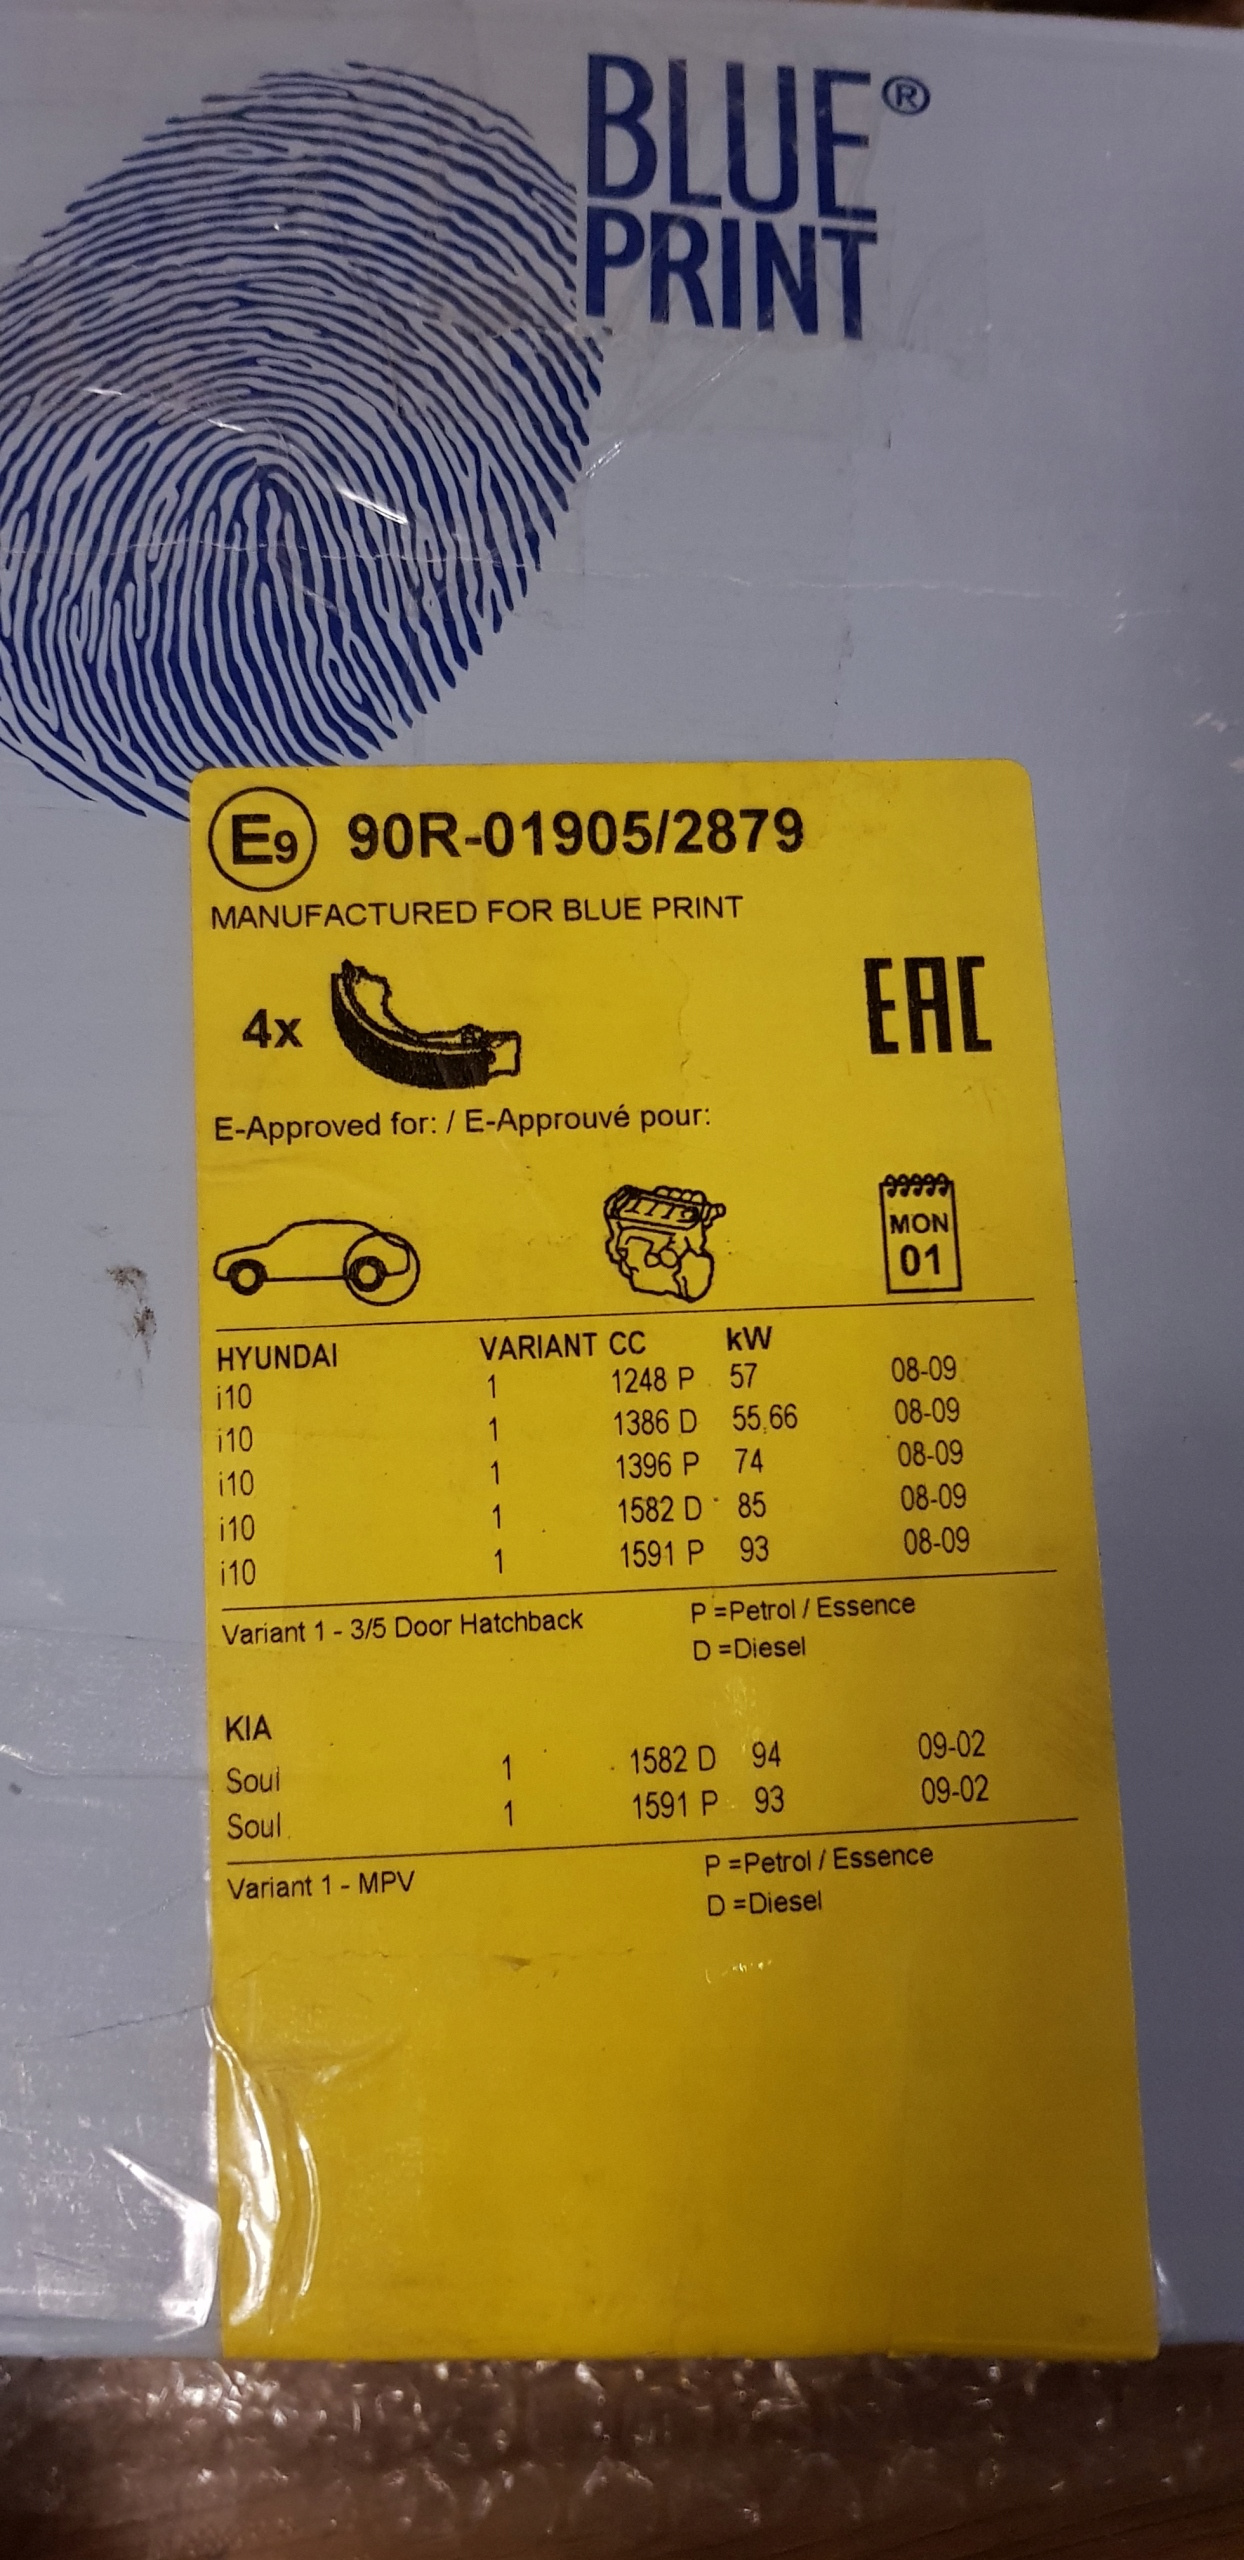 BLUE®
PRINT
E9 90R-01905/2879
MANUFACTURED FOR BLUE PRINT
4x EAC
E-Approved for: / E-Approuvé pour:
MON
01
HYUNDAI VARIANT CC kW
i10 1 1248 P 57 08-09
i10 1 1386 D 55,66 08-09
i10 1 1396 P 74 08-09
i10 1 1582 D 85 08-09
i10 1 1591 P 93 08-09
Variant 1 - 3/5 Door Hatchback P =Petrol / Essence
D =Diesel
KIA
Soul 1 1582 D 94 09-02
Soul 1 1591 P 93 09-02
Variant 1 - MPV P =Petrol / Essence
D =Diesel